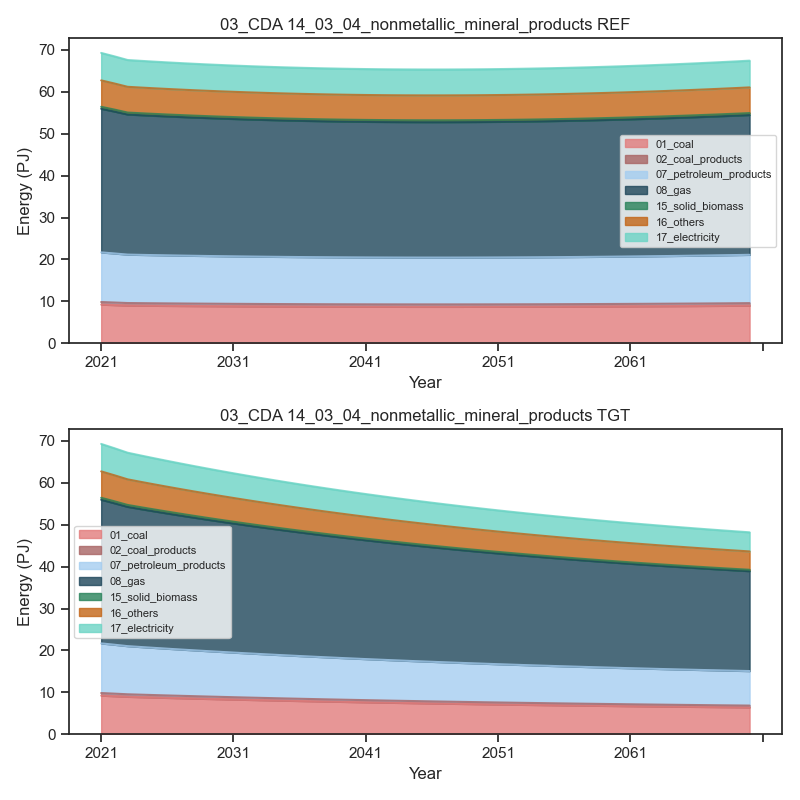 03_CDA 14_03_04_nonmetallic_mineral_products REF
70
60
50
40
30
20
10
0
Energy (PJ)
01_coal
02_coal_products
07_petroleum_products
08_gas
15_solid_biomass
16_others
17_electricity
2021 2031 2041 2051 2061
Year
03_CDA 14_03_04_nonmetallic_mineral_products TGT
70
60
50
40
30
20
10
0
Energy (PJ)
01_coal
02_coal_products
07_petroleum_products
08_gas
15_solid_biomass
16_others
17_electricity
2021 2031 2041 2051 2061
Year